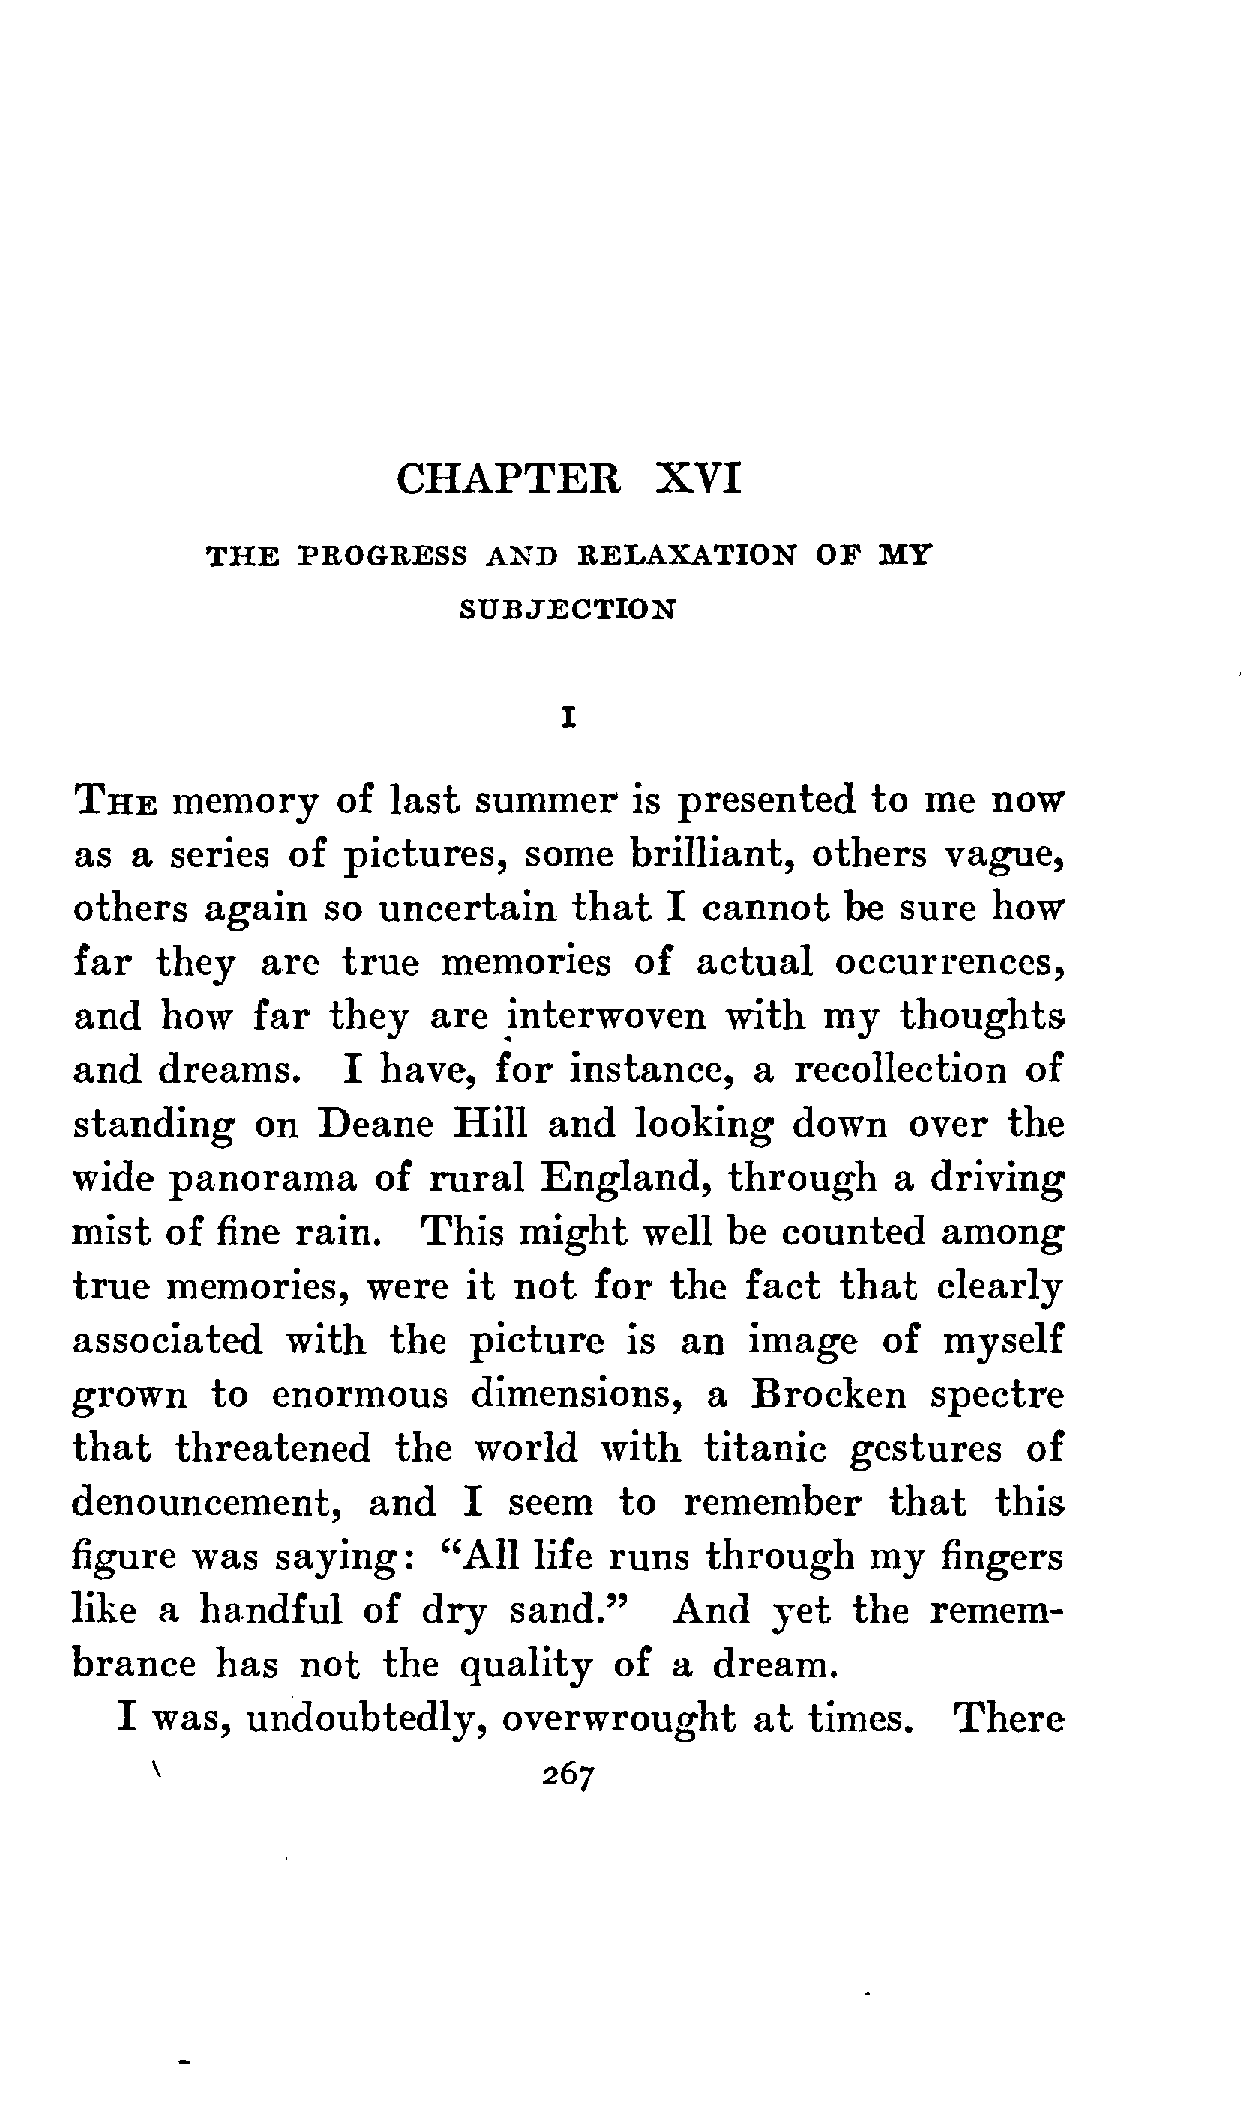 CHAPTER XVI
THE PROGRESS AND RELAXATION OF MY
SUBJECTION
I
THE memory of last summer is presented to me now
as a series of pictures, some brilliant, others vague,
others again so uncertain that I cannot be sure how
far they are true memories of actual occurrences,
and how far they are interwoven with my thoughts
and dreams. I have, for instance, a recollection of
standing on Deane Hill and looking down over the
wide panorama of rural England, through a driving
mist of fine rain. This might well be counted among
true memories, were it not for the fact that clearly
associated with the picture is an image of myself
grown to enormous dimensions, a Brocken spectre
that threatened the world with titanic gestures of
denouncement, and I seem to remember that this
figure was saying: “All life runs through my fingers
like a handful of dry sand.” And yet the remem-
brance has not the quality of a dream.
I was, undoubtedly, overwrought at times. There
267